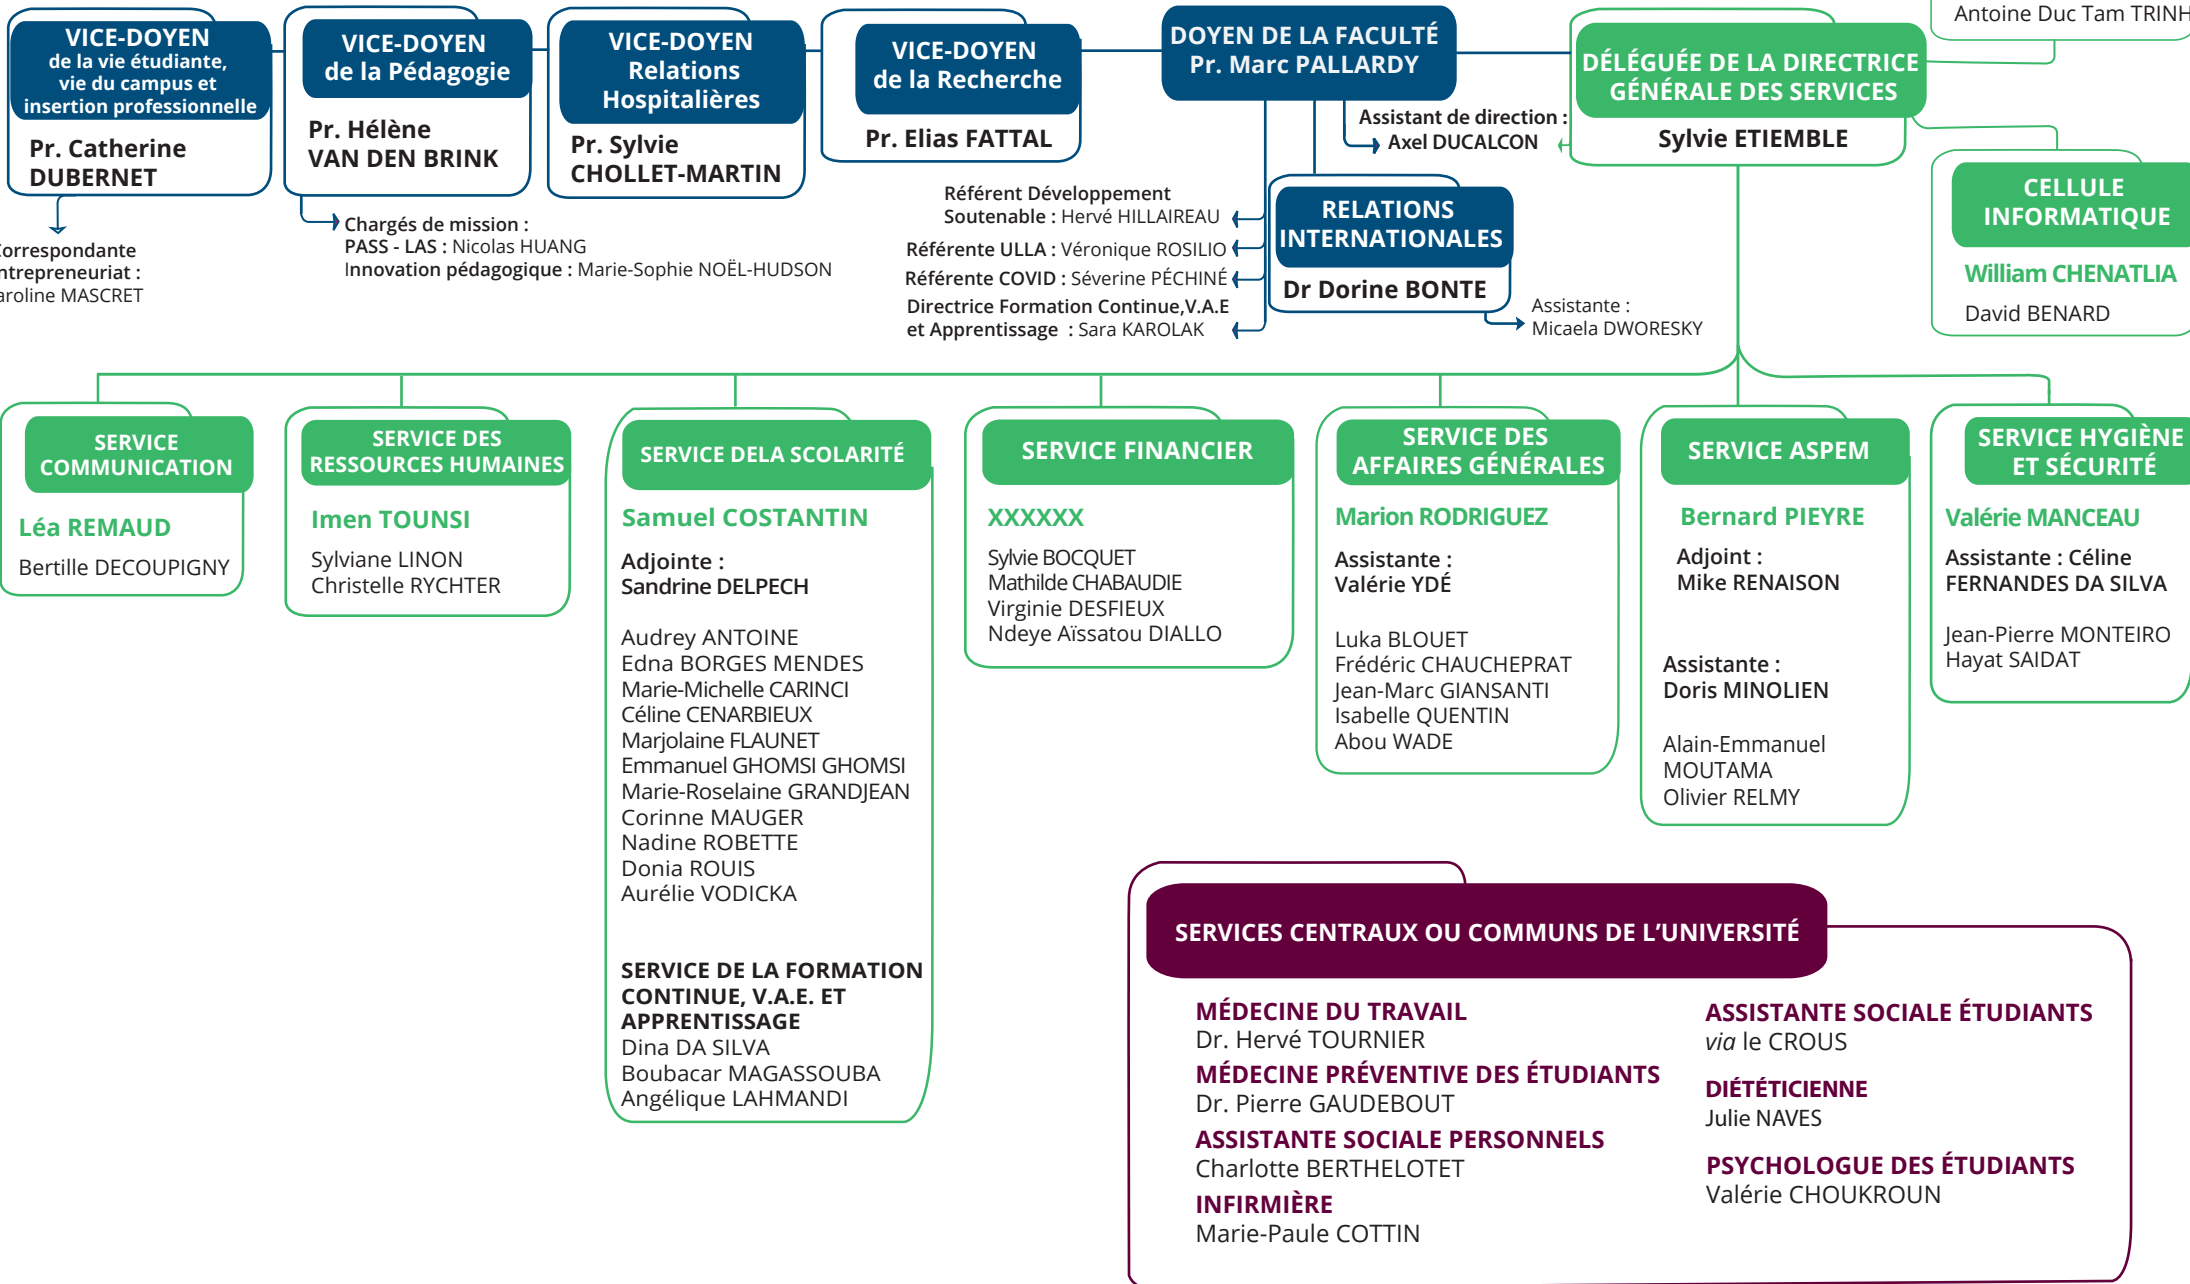 VICE-DOYEN
de la vie étudiante,
vie du campus et
insertion professionnelle
Pr. Catherine
DUBERNET
orrespondante
ntrepreneuriat :
aroline MASCRET
VICE-DOYEN
de la Pédagogie
Pr. Hélène
VAN DEN BRINK
Chargés de mission :
PASS - LAS : Nicolas HUANG
Innovation pédagogique : Marie-Sophie NOËL-HUDSON
VICE-DOYEN
Relations
Hospitalières
Pr. Sylvie
CHOLLET-MARTIN
VICE-DOYEN
de la Recherche
Pr. Elias FATTAL
DOYEN DE LA FACULTÉ
Pr. Marc PALLARDY
Assistant de direction :
Axel DUCALCON
Référent Développement
Soutenable : Hervé HILLAIREAU
Référente ULLA : Véronique ROSILIO
Référente COVID : Séverine PÉCHINÉ
Directrice Formation Continue,V.A.E
et Apprentissage : Sara KAROLAK
RELATIONS
INTERNATIONALES
Dr Dorine BONTE
Assistante :
Micaela DWORESKY
DÉLÉGUÉE DE LA DIRECTRICE
GÉNÉRALE DES SERVICES
Sylvie ETIEMBLE
Antoine Duc Tam TRINH
CELLULE
INFORMATIQUE
William CHENATLIA
David BENARD
SERVICE
COMMUNICATION
Léa REMAUD
Bertille DECOUPIGNY
SERVICE DES
RESSOURCES HUMAINES
Imen TOUNSI
Sylviane LINON
Christelle RYCHTER
SERVICE DELA SCOLARITÉ
Samuel COSTANTIN
Adjointe :
Sandrine DELPECH
Audrey ANTOINE
Edna BORGES MENDES
Marie-Michelle CARINCI
Céline CENARBIEUX
Marjolaine FLAUNET
Emmanuel GHOMSI GHOMSI
Marie-Roselaine GRANDJEAN
Corinne MAUGER
Nadine ROBETTE
Donia ROUIS
Aurélie VODICKA
SERVICE DE LA FORMATION
CONTINUE, V.A.E. ET
APPRENTISSAGE
Dina DA SILVA
Boubacar MAGASSOUBA
Angélique LAHMANDI
SERVICE FINANCIER
XXXXXX
Sylvie BOCQUET
Mathilde CHABAUDIE
Virginie DESFIEUX
Ndeye Aïssatou DIALLO
SERVICE DES
AFFAIRES GÉNÉRALES
Marion RODRIGUEZ
Assistante :
Valérie YDÉ
Luka BLOUET
Frédéric CHAUCHEPRAT
Jean-Marc GIANSANTI
Isabelle QUENTIN
Abou WADE
SERVICE ASPEM
Bernard PIEYRE
Adjoint :
Mike RENAISON
Assistante :
Doris MINOLIEN
Alain-Emmanuel
MOUTAMA
Olivier RELMY
SERVICE HYGIÈNE
ET SÉCURITÉ
Valérie MANCEAU
Assistante : Céline
FERNANDES DA SILVA
Jean-Pierre MONTEIRO
Hayat SAIDAT
SERVICES CENTRAUX OU COMMUNS DE L'UNIVERSITÉ
MÉDECINE DU TRAVAIL
Dr. Hervé TOURNIER
MÉDECINE PRÉVENTIVE DES ÉTUDIANTS
Dr. Pierre GAUDEBOUT
ASSISTANTE SOCIALE PERSONNELS
Charlotte BERTHELOTET
INFIRMIÈRE
Marie-Paule COTTIN
ASSISTANTE SOCIALE ÉTUDIANTS
via le CROUS
DIÉTÉTICIENNE
Julie NAVES
PSYCHOLOGUE DES ÉTUDIANTS
Valérie CHOUKROUN